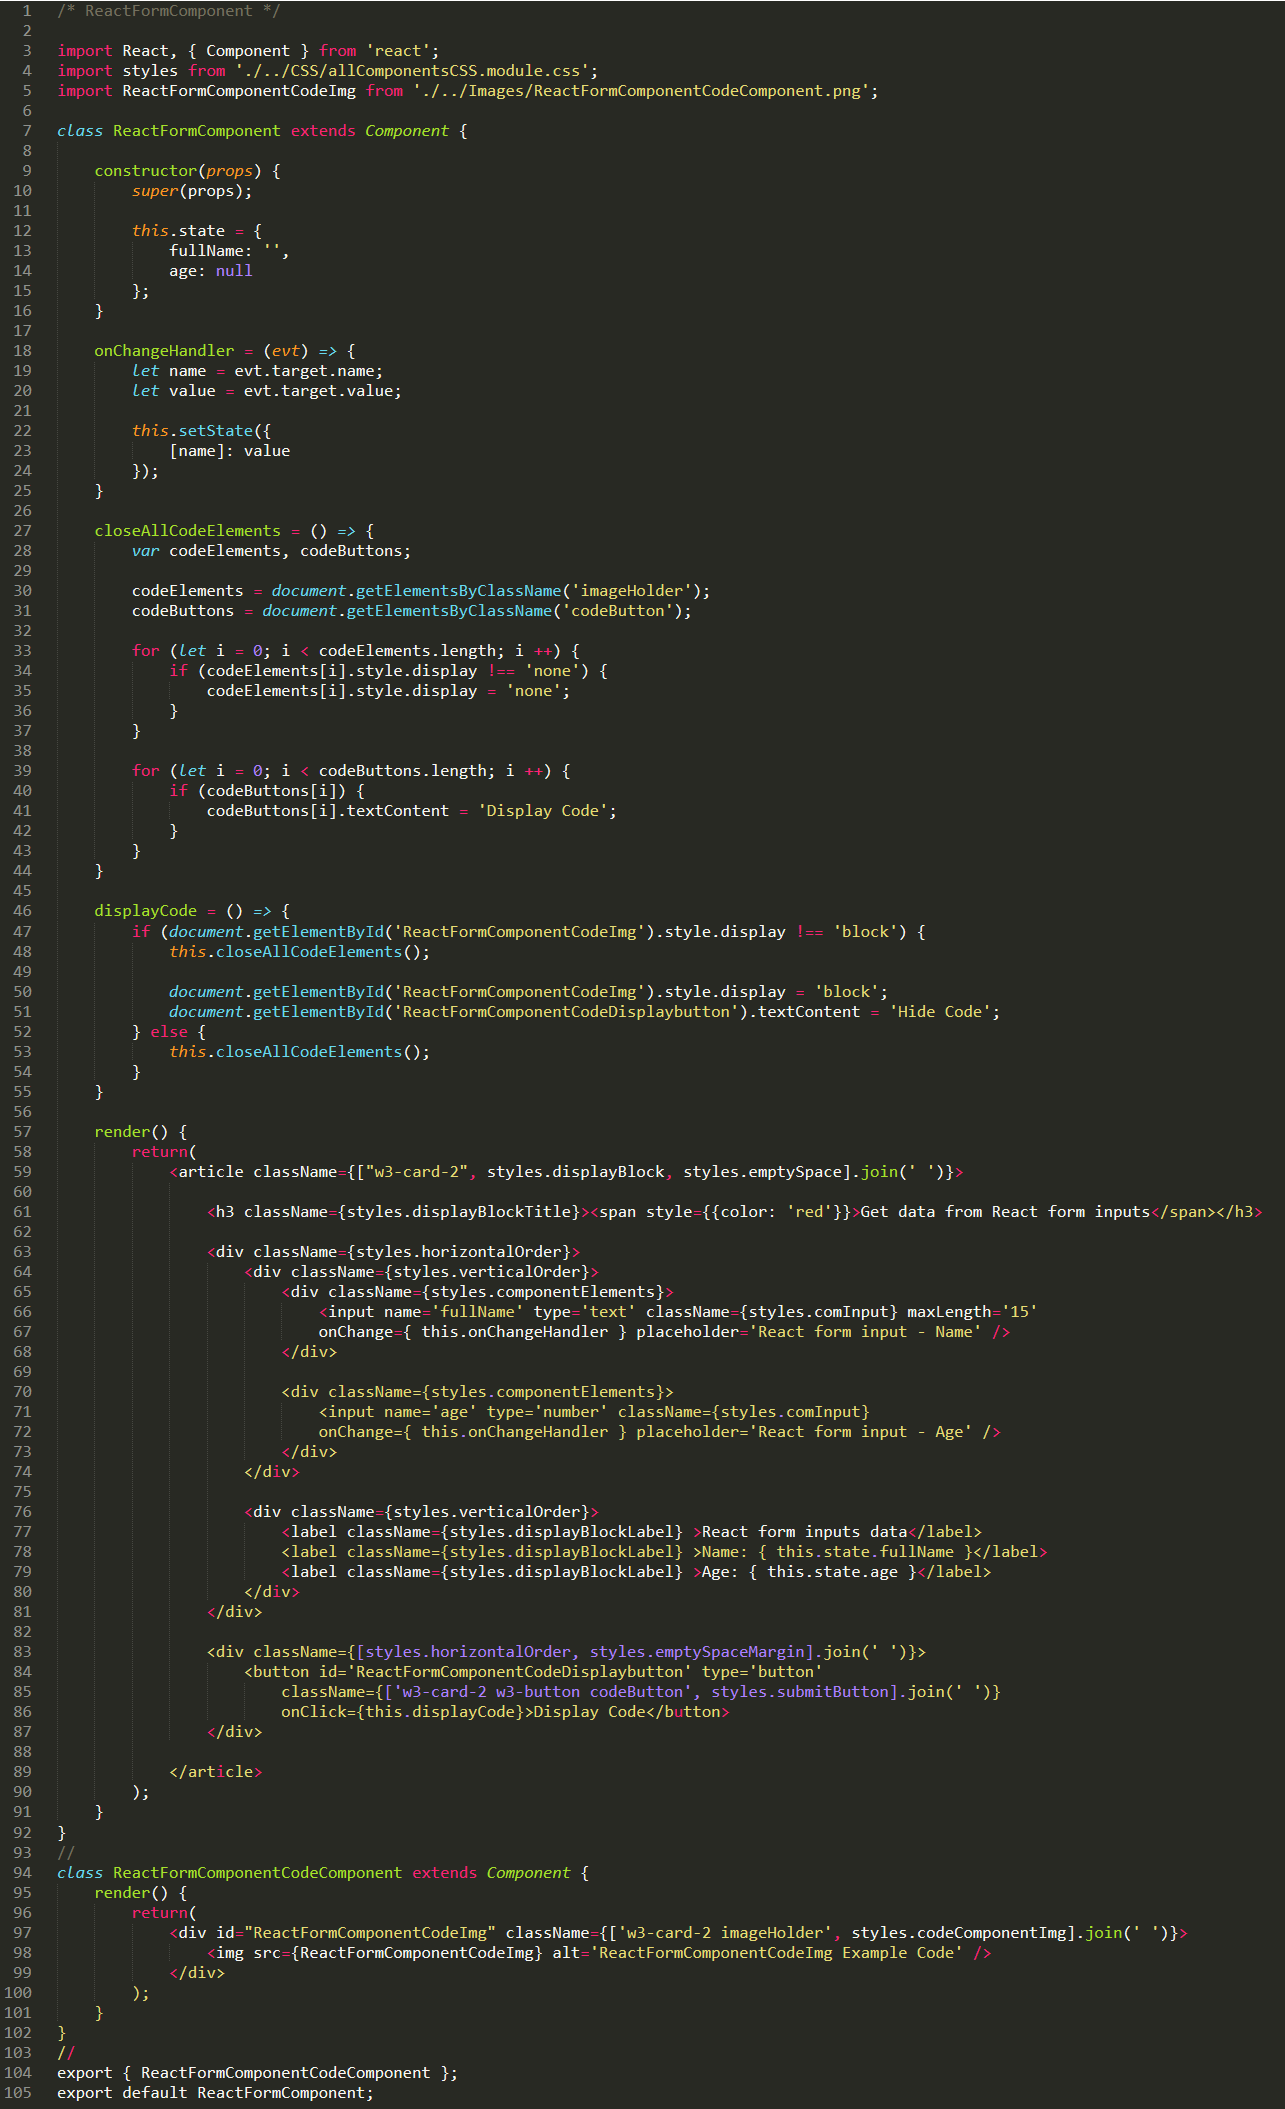 1 /* ReactFormComponent */
2
3 import React, { Component } from 'react';
4 import styles from './../CSS/allComponentsCSS.module.css';
5 import ReactFormComponentCodeImg from './../Images/ReactFormComponentCodeComponent.png';
6
7 class ReactFormComponent extends Component {
8
9     constructor(props) {
10         super(props);
11
12         this.state = {
13             fullName: '',
14             age: null
15         };
16     }
17
18     onChangeHandler = (evt) => {
19         let name = evt.target.name;
20         let value = evt.target.value;
21
22         this.setState({
23             [name]: value
24         });
25     }
26
27     closeAllCodeElements = () => {
28         var codeElements, codeButtons;
29
30         codeElements = document.getElementsByClassName('imageHolder');
31         codeButtons = document.getElementsByClassName('codeButton');
32
33         for (let i = 0; i < codeElements.length; i ++) {
34             if (codeElements[i].style.display !== 'none') {
35                 codeElements[i].style.display = 'none';
36             }
37         }
38
39         for (let i = 0; i < codeButtons.length; i ++) {
40             if (codeButtons[i]) {
41                 codeButtons[i].textContent = 'Display Code';
42             }
43         }
44     }
45
46     displayCode = () => {
47         if (document.getElementById('ReactFormComponentCodeImg').style.display !== 'block') {
48             this.closeAllCodeElements();
49
50             document.getElementById('ReactFormComponentCodeImg').style.display = 'block';
51             document.getElementById('ReactFormComponentCodeDisplaybutton').textContent = 'Hide Code';
52         } else {
53             this.closeAllCodeElements();
54         }
55     }
56
57     render() {
58         return(
59             <article className={["w3-card-2", styles.displayBlock, styles.emptySpace].join(' ')}>
60
61                 <h3 className={styles.displayBlockTitle}><span style={{color: 'red'}}>Get data from React form inputs</span></h3>
62
63                 <div className={styles.horizontalOrder}>
64                     <div className={styles.verticalOrder}>
65                         <div className={styles.componentElements}>
66                             <input name='fullName' type='text' className={styles.comInput} maxLength='15'
67                             onChange={ this.onChangeHandler } placeholder='React form input - Name' />
68                         </div>
69
70                         <div className={styles.componentElements}>
71                             <input name='age' type='number' className={styles.comInput}
72                             onChange={ this.onChangeHandler } placeholder='React form input - Age' />
73                         </div>
74                     </div>
75
76                     <div className={styles.verticalOrder}>
77                         <label className={styles.displayBlockLabel} >React form inputs data</label>
78                         <label className={styles.displayBlockLabel} >Name: { this.state.fullName }</label>
79                         <label className={styles.displayBlockLabel} >Age: { this.state.age }</label>
80                     </div>
81                 </div>
82
83                 <div className={[styles.horizontalOrder, styles.emptySpaceMargin].join(' ')}>
84                     <button id='ReactFormComponentCodeDisplaybutton' type='button'
85                         className={['w3-card-2 w3-button codeButton', styles.submitButton].join(' ')}
86                         onClick={this.displayCode}>Display Code</button>
87                 </div>
88
89             </article>
90         );
91     }
92 }
93 //
94 class ReactFormComponentCodeComponent extends Component {
95     render() {
96         return(
97             <div id="ReactFormComponentCodeImg" className={['w3-card-2 imageHolder', styles.codeComponentImg].join(' ')}>
98                 <img src={ReactFormComponentCodeImg} alt='ReactFormComponentCodeImg Example Code' />
99             </div>
100         );
101     }
102 }
103 //
104 export { ReactFormComponentCodeComponent };
105 export default ReactFormComponent;